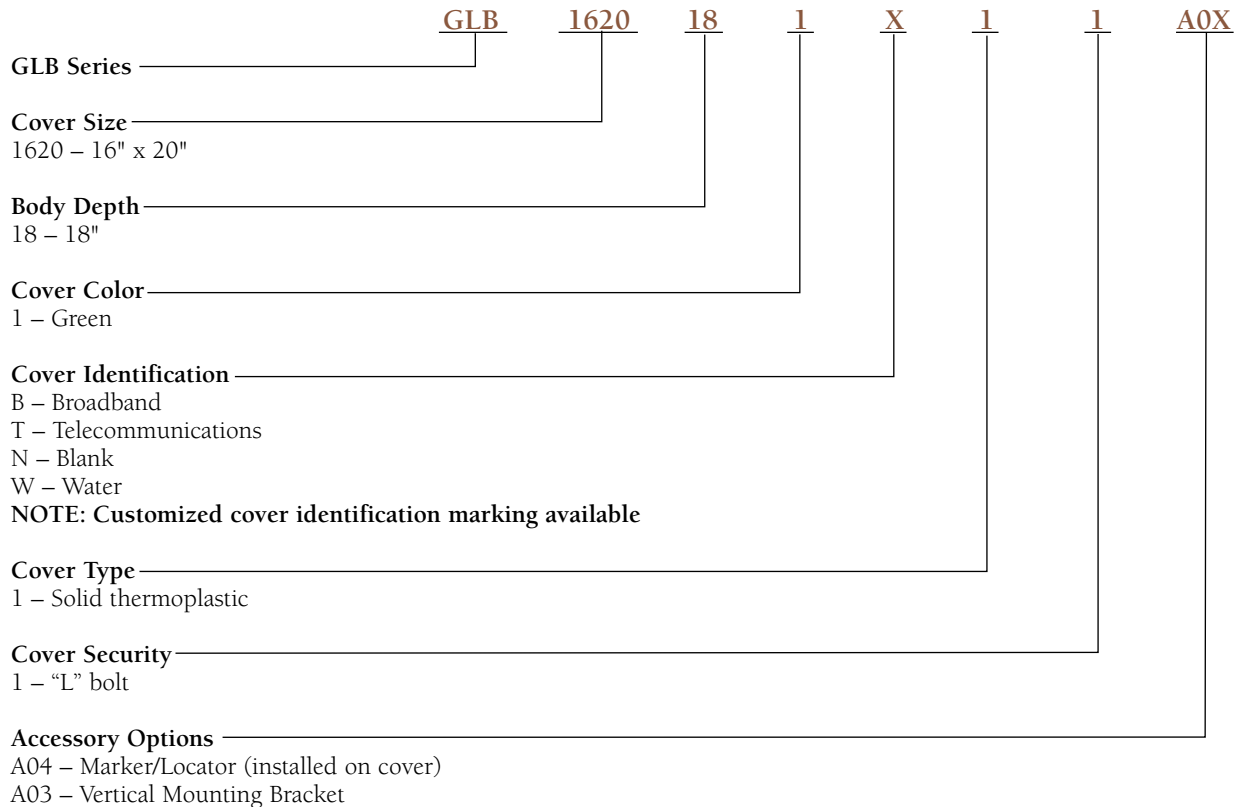 GLB 1620 18 1 X 1 1 A0X
GLB Series
Cover Size
1620 – 16" x 20"
Body Depth
18 – 18"
Cover Color
1 – Green
Cover Identification
B – Broadband
T – Telecommunications
N – Blank
W – Water
NOTE: Customized cover identification marking available
Cover Type
1 – Solid thermoplastic
Cover Security
1 – “L” bolt
Accessory Options
A04 – Marker/Locator (installed on cover)
A03 – Vertical Mounting Bracket